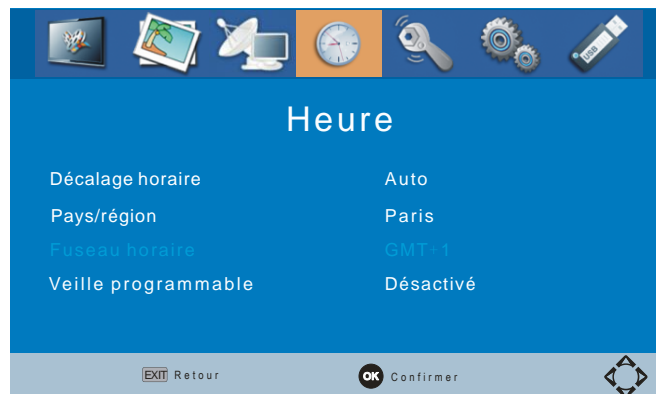 USB
Heure
Décalage horaire Auto
Pays/région Paris
Fuseau horaire GMT+1
Veille programmable Désactivé
EXIT Retour OK Confirmer